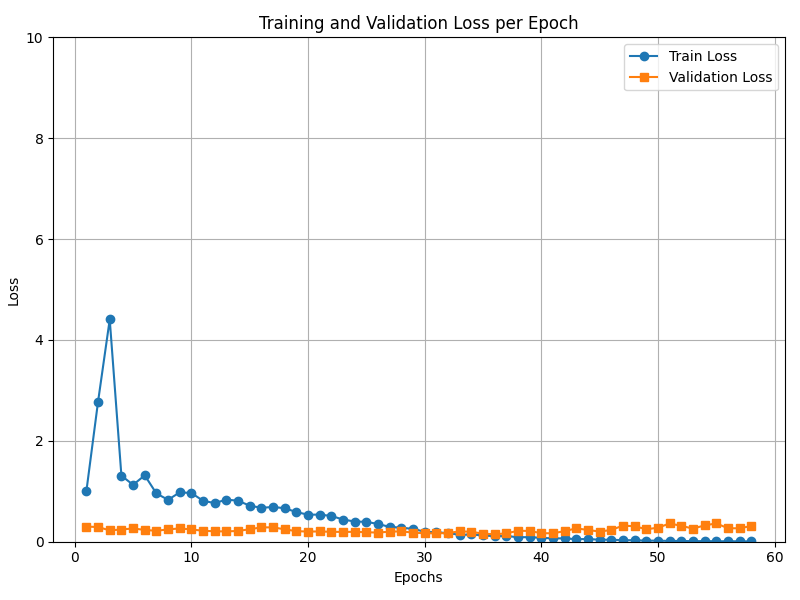 Training and Validation Loss per Epoch
Train Loss
Validation Loss
10
8
6
4
2
0
Loss
0 10 20 30 40 50 60
Epochs